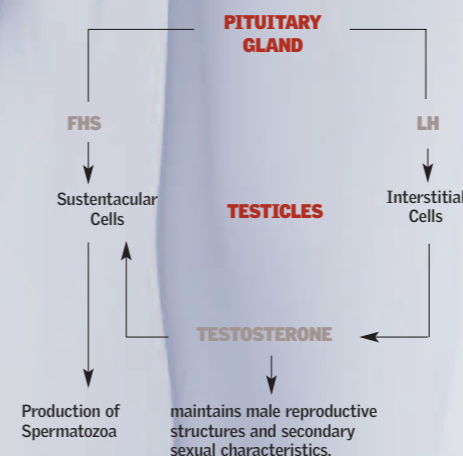 PITUITARY
GLAND
FHS
LH
Sustentacular
Cells
TESTICLES
Interstitial
Cells
TESTOSTERONE
Production of
Spermatozoa
maintains male reproductive
structures and secondary
sexual characteristics.